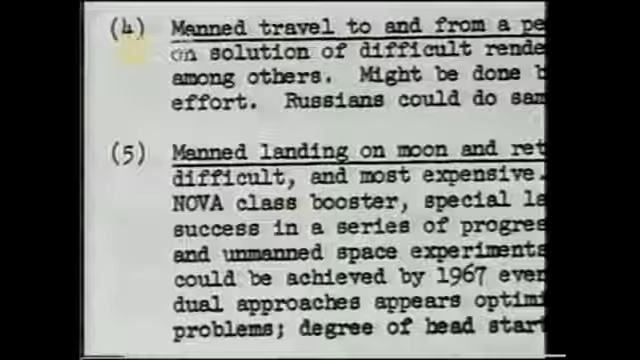 (4) Manned travel to and from a pe
on solution of difficult rende
among others. Might be done b
effort. Russians could do sam
(5) Manned landing on moon and ret
difficult, and most expensive.
NOVA class booster, special la
success in a series of progres
and unmanned space experiments
could be achieved by 1967 even
dual approaches appears optimi
problems; degree of head start